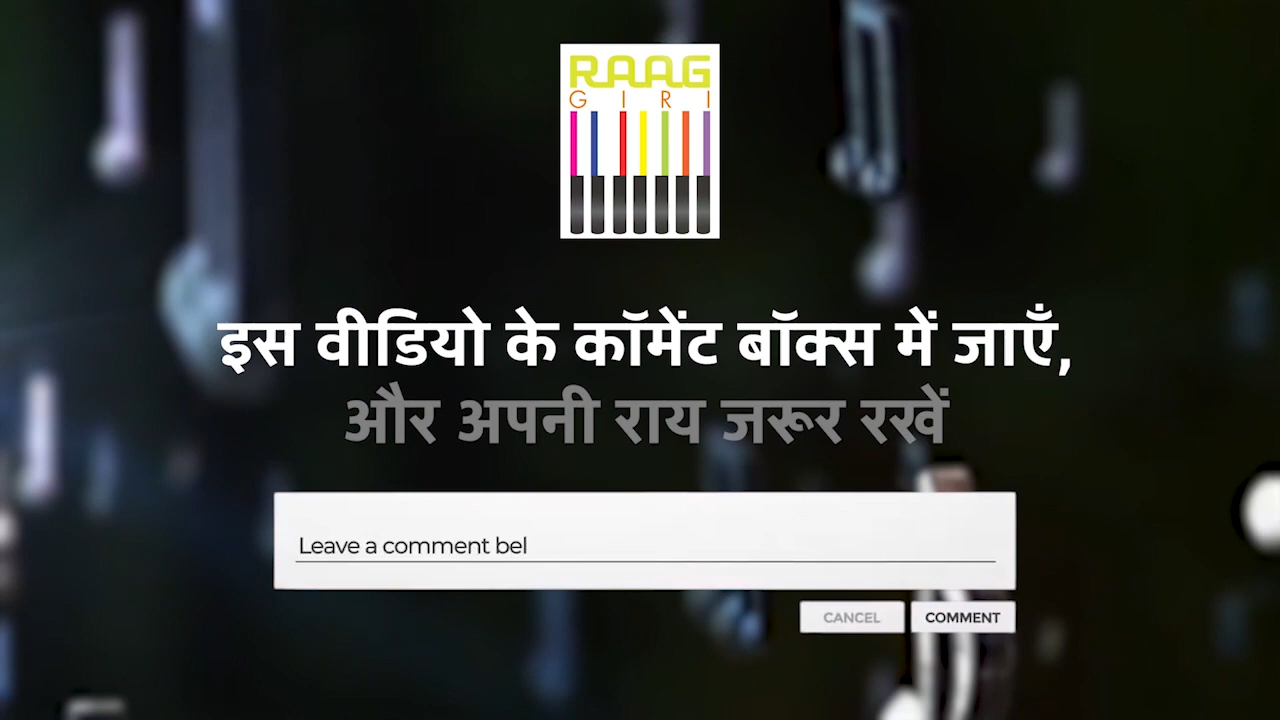 RAAG
GIRI
इस वीडियो के कॉमेंट बॉक्स में जाएँ,
और अपनी राय जरूर रखें
Leave a comment bel
CANCEL COMMENT